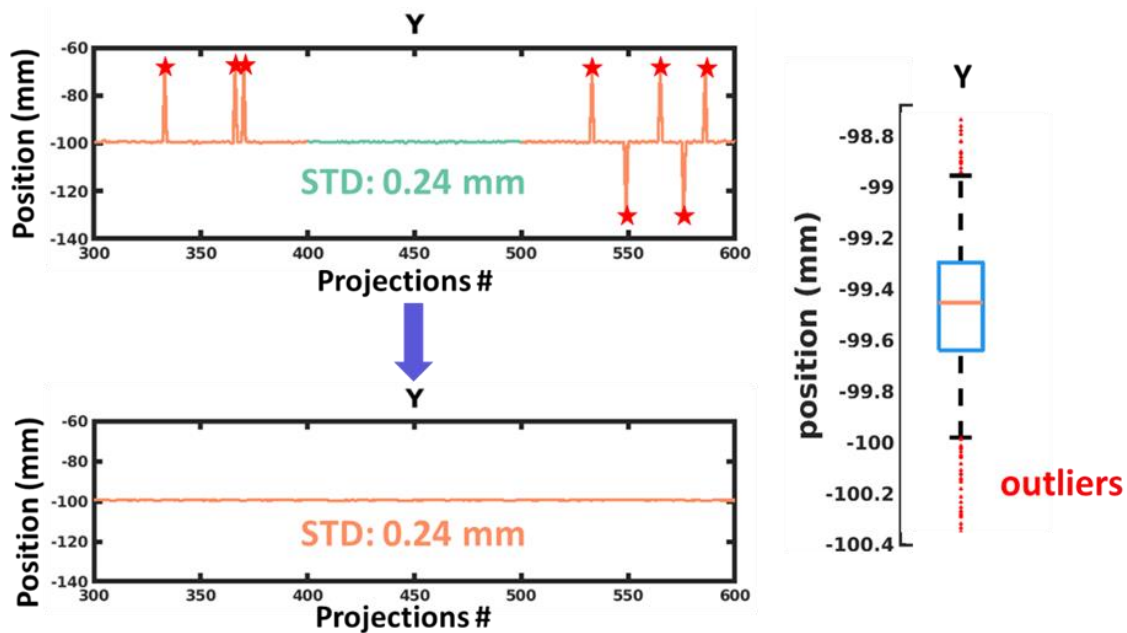 Y
Position (mm)
-60
-80
-100
-120
-140
STD: 0.24 mm
300 350 400 450 500 550 600
Projections #
Y
Position (mm)
-60
-80
-100
-120
-140
STD: 0.24 mm
300 350 400 450 500 550 600
Projections #
Y
position (mm)
-98.8
-99
-99.2
-99.4
-99.6
-99.8
-100
-100.2
-100.4
outliers